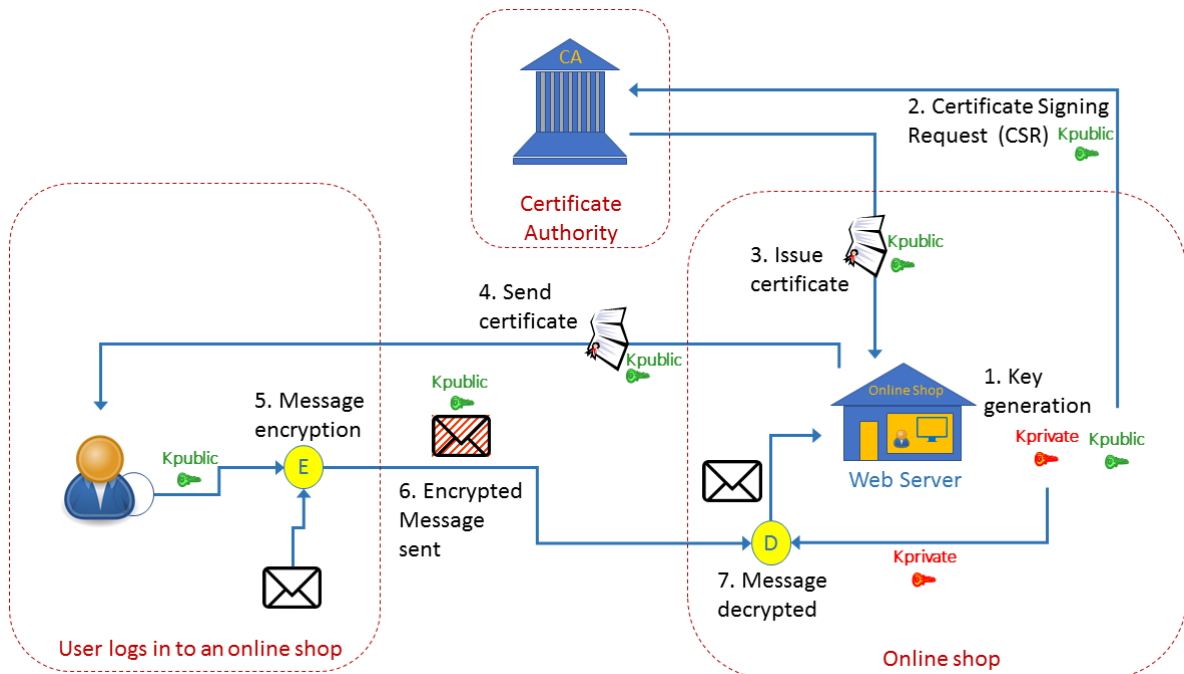 CA
Certificate
Authority
2. Certificate Signing
Request (CSR)
Kpublic
3. Issue
certificate
Kpublic
4. Send
certificate
Kpublic
Online Shop
Web Server
1. Key
generation
Kprivate
Kpublic
5. Message
encryption
Kpublic
E
Kpublic
6. Encrypted
Message
sent
D
7. Message
decrypted
Kprivate
User logs in to an online shop
Online shop